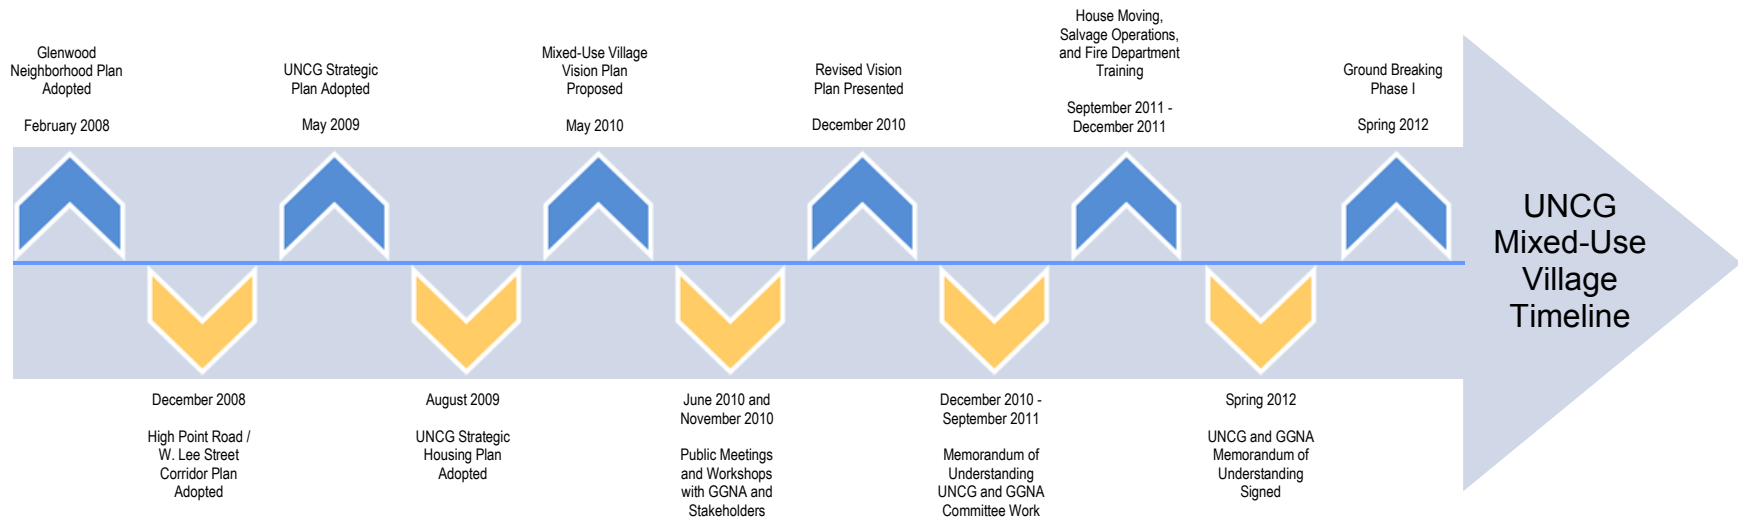 Glenwood
Neighborhood Plan
Adopted
February 2008
December 2008
High Point Road /
W. Lee Street
Corridor Plan
Adopted
UNCG Strategic
Plan Adopted
May 2009
August 2009
UNCG Strategic
Housing Plan
Adopted
Mixed-Use Village
Vision Plan
Proposed
May 2010
June 2010 and
November 2010
Public Meetings
and Workshops
with GGNA and
Stakeholders
Revised Vision
Plan Presented
December 2010
December 2010 -
September 2011
Memorandum of
Understanding
UNCG and GGNA
Committee Work
House Moving,
Salvage Operations,
and Fire Department
Training
September 2011 -
December 2011
Spring 2012
UNCG and GGNA
Memorandum of
Understanding
Signed
Ground Breaking
Phase I
Spring 2012
UNCG
Mixed-Use
Village
Timeline